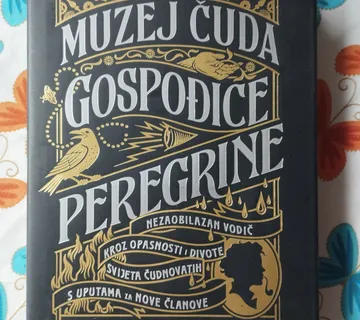 MUZEJ ČUDA
GOSPOĐICE
PEREGRINE
NEZAOBILAZAN VODIČ
KROZ OPASNOSTI I DIVOTE
SVIJETA ČUDNOVATIH
S UPUTAMA ZA NOVE ČLANOVE